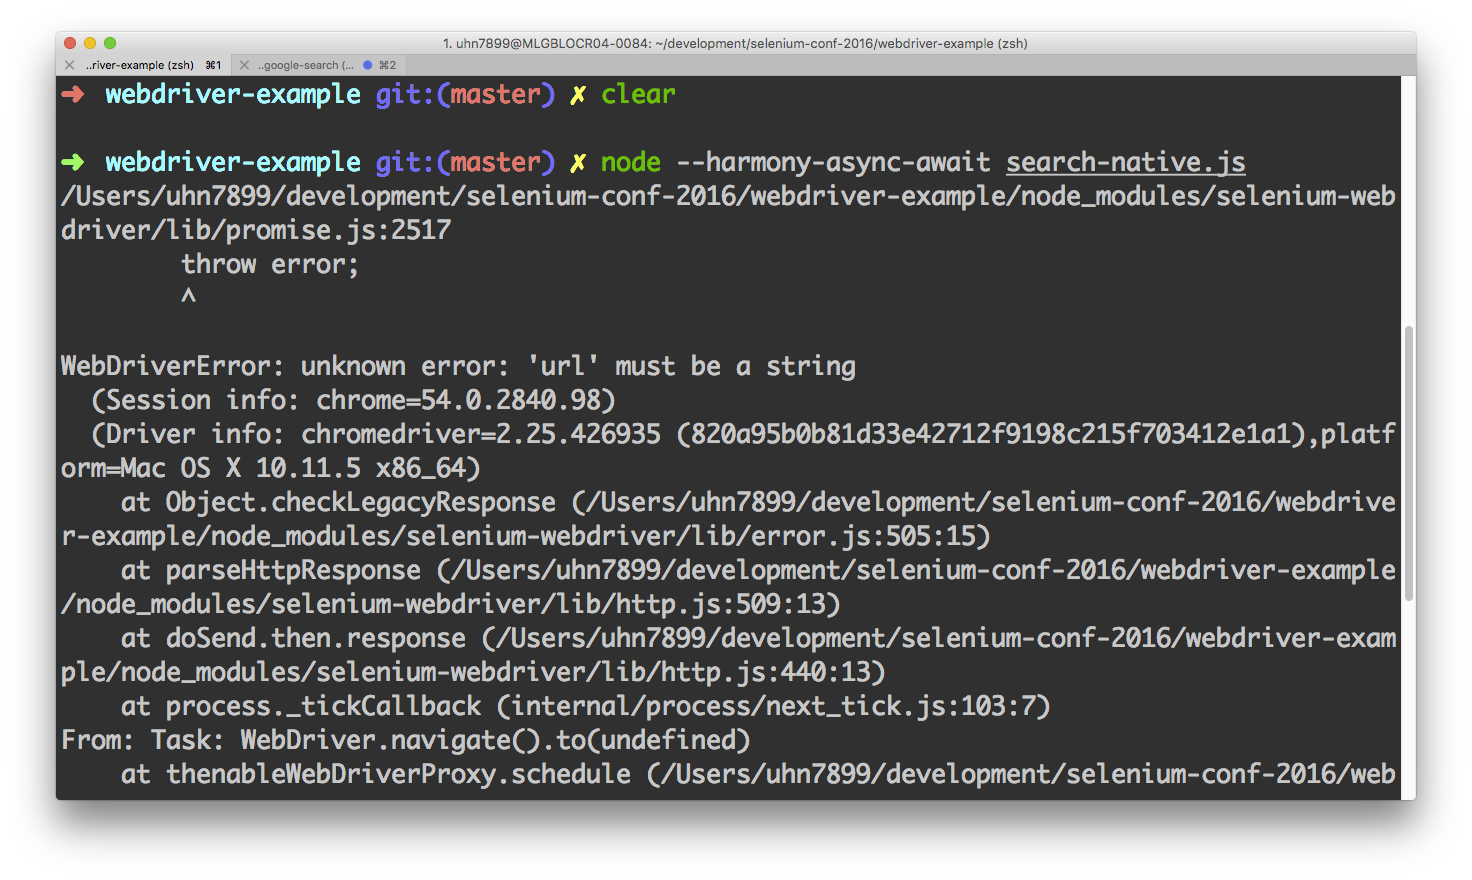 1. uhn7899@MLGBLOCR04-0084: ~/development/selenium-conf-2016/webdriver-example (zsh)
..river-example (zsh) ⌘1 ..google-search (... ⌘2
➜ webdriver-example git:(master) ✗ clear
➜ webdriver-example git:(master) ✗ node --harmony-async-await search-native.js
/Users/uhn7899/development/selenium-conf-2016/webdriver-example/node_modules/selenium-web
driver/lib/promise.js:2517
        throw error;
        ^
WebDriverError: unknown error: 'url' must be a string
  (Session info: chrome=54.0.2840.98)
  (Driver info: chromedriver=2.25.426935 (820a95b0b81d33e42712f9198c215f703412e1a1),platf
orm=Mac OS X 10.11.5 x86_64)
    at Object.checkLegacyResponse (/Users/uhn7899/development/selenium-conf-2016/webdrive
r-example/node_modules/selenium-webdriver/lib/error.js:505:15)
    at parseHttpResponse (/Users/uhn7899/development/selenium-conf-2016/webdriver-example
/node_modules/selenium-webdriver/lib/http.js:509:13)
    at doSend.then.response (/Users/uhn7899/development/selenium-conf-2016/webdriver-exam
ple/node_modules/selenium-webdriver/lib/http.js:440:13)
    at process._tickCallback (internal/process/next_tick.js:103:7)
From: Task: WebDriver.navigate().to(undefined)
    at thenableWebDriverProxy.schedule (/Users/uhn7899/development/selenium-conf-2016/web